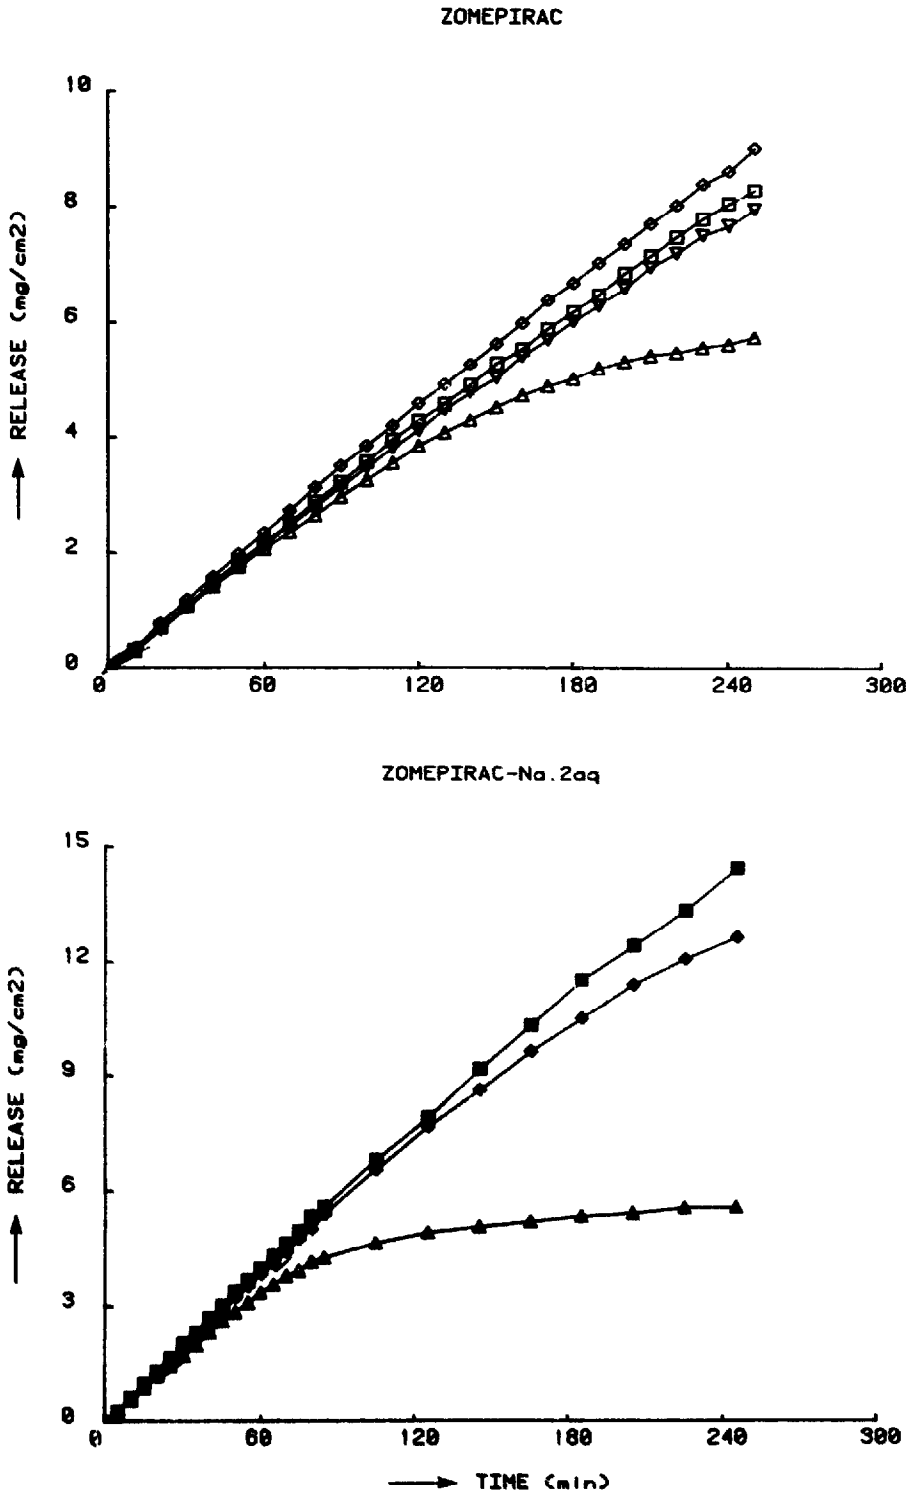 ZOMEPIRAC
10
8
6
4
2
0
RELEASE (mg/cm2)
0 60 120 180 240 300
ZOMEPIRAC-Na.2aq
15
12
9
6
3
0
RELEASE (mg/cm2)
0 60 120 180 240 300
TIME (min)